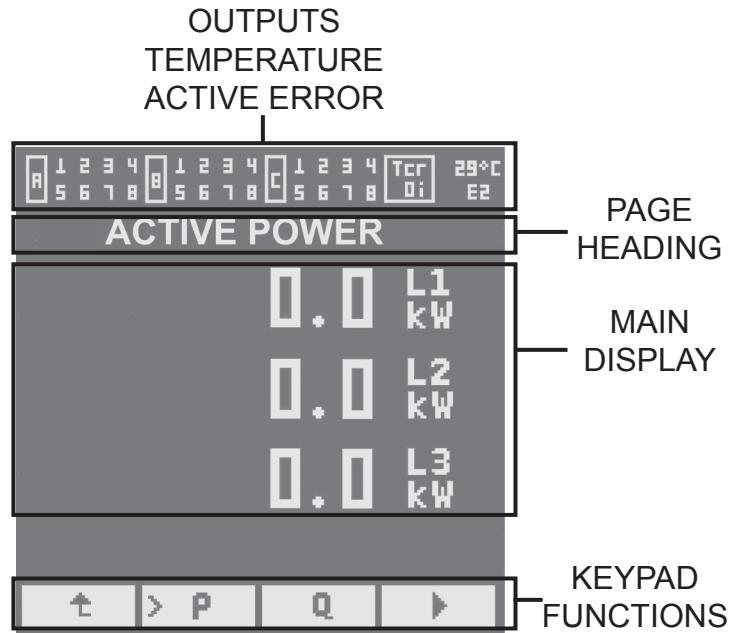 OUTPUTS
TEMPERATURE
ACTIVE ERROR
A 1 2 3 4 B 1 2 3 4 C 1 2 3 4 Tcr 29°C
5 6 7 8 5 6 7 8 5 6 7 8 Di E2
ACTIVE POWER
PAGE
HEADING
0.0 L1
kW
MAIN
DISPLAY
0.0 L2
kW
0.0 L3
kW
> P Q
KEYPAD
FUNCTIONS